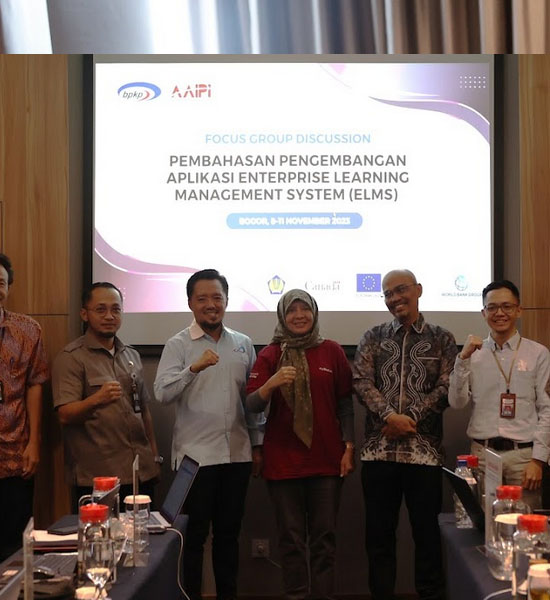 bpkp
AAIPI
FOCUS GROUP DISCUSSION
PEMBAHASAN PENGEMBANGAN
APLIKASI ENTERPRISE LEARNING
MANAGEMENT SYSTEM (ELMS)
BOGOR, 8-11 NOVEMBER 2023
Canada
WORLD BANK GROUP